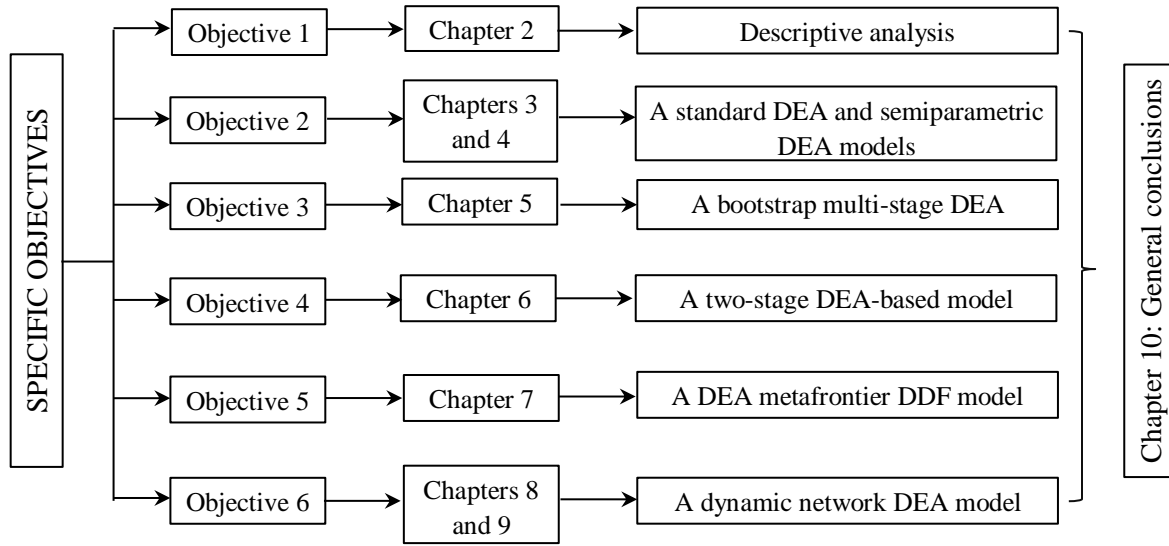 SPECIFIC OBJECTIVES
Objective 1
Chapter 2
Descriptive analysis
Objective 2
Chapters 3
and 4
A standard DEA and semiparametric
DEA models
Objective 3
Chapter 5
A bootstrap multi-stage DEA
Objective 4
Chapter 6
A two-stage DEA-based model
Objective 5
Chapter 7
A DEA metafrontier DDF model
Objective 6
Chapters 8
and 9
A dynamic network DEA model
Chapter 10: General conclusions